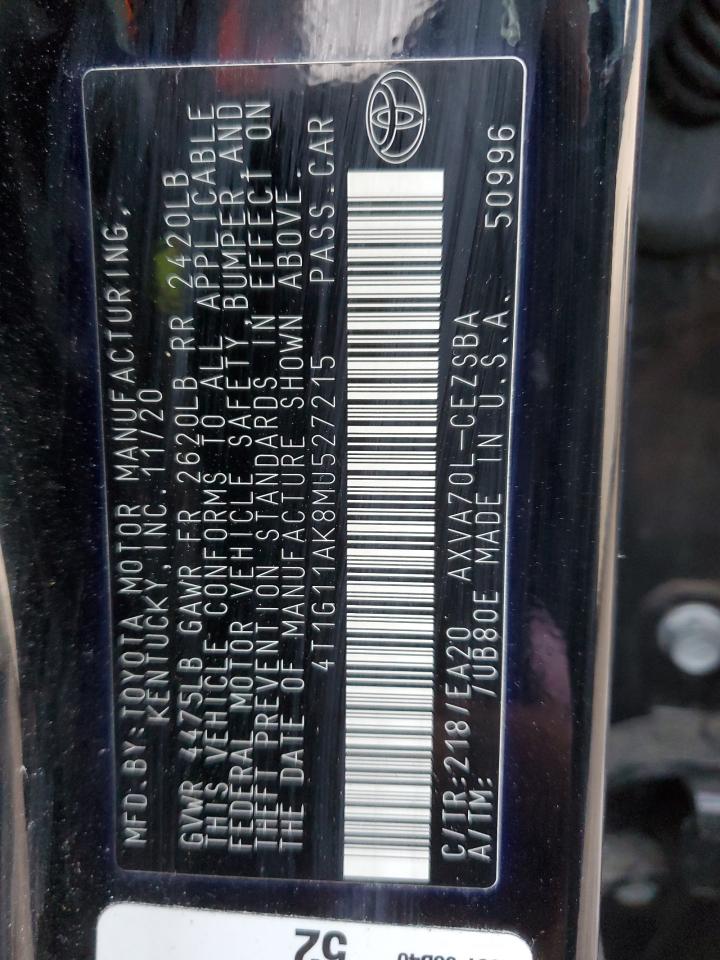 MFD.BY:TOYOTA MOTOR MANUFACTURING,
KENTUCKY, INC. 11/20
GVWR 4475LB GAWR FR 2620LB RR 2420LB
THIS VEHICLE CONFORMS TO ALL APPLICABLE
FEDERAL MOTOR VEHICLE SAFETY, BUMPER, AND
THEFT PREVENTION STANDARDS IN EFFECT ON
THE DATE OF MANUFACTURE SHOWN ABOVE.
4T1G11AK8MU527215 PASS.CAR
C/TR:218/EA20 AXVA70L-CEZSBA
A/TM: /UB80E MADE IN U.S.A. 50996
52